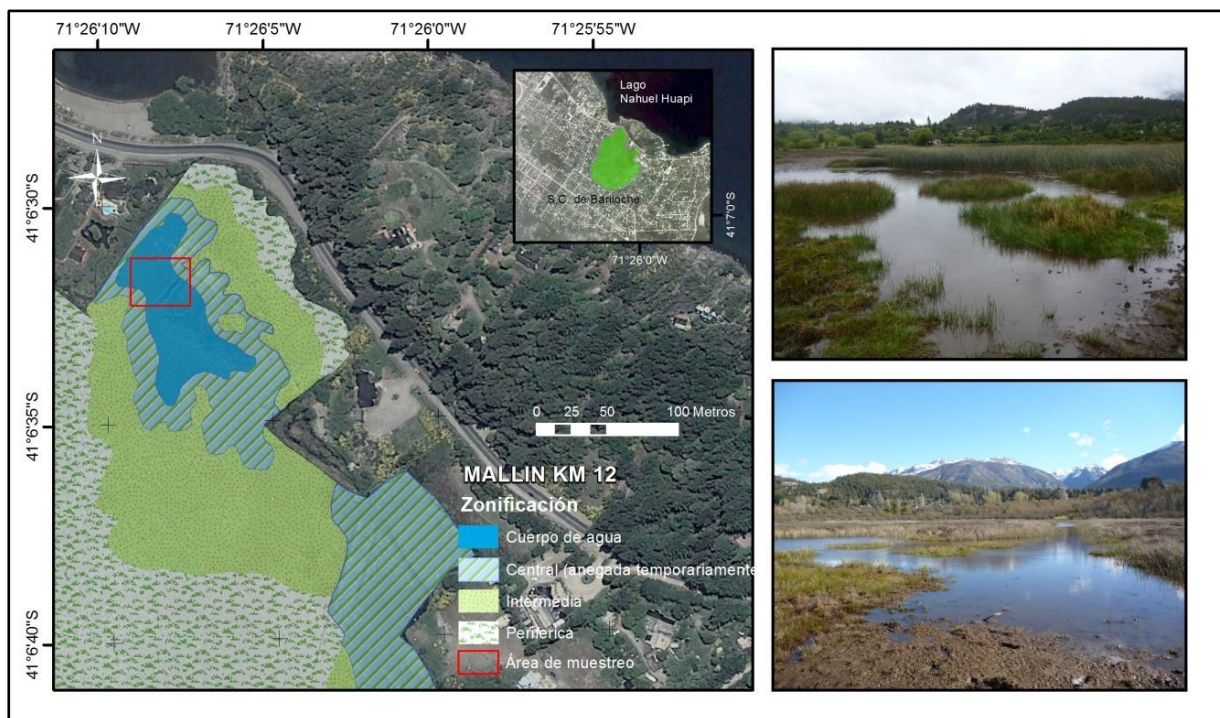 71°26'10"W
71°26'5"W
71°26'0"W
71°25'55"W
41°6'30"S
41°6'35"S
41°6'40"S
N
Lago
Nahuel Huapi
S.C. de Bariloche
41°7'0"S
71°26'0"W
0 25 50 100 Metros
MALLIN KM 12
Zonificación
Cuerpo de agua
Central (anegada temporariamente
Intermedia
Periferica
Área de muestreo